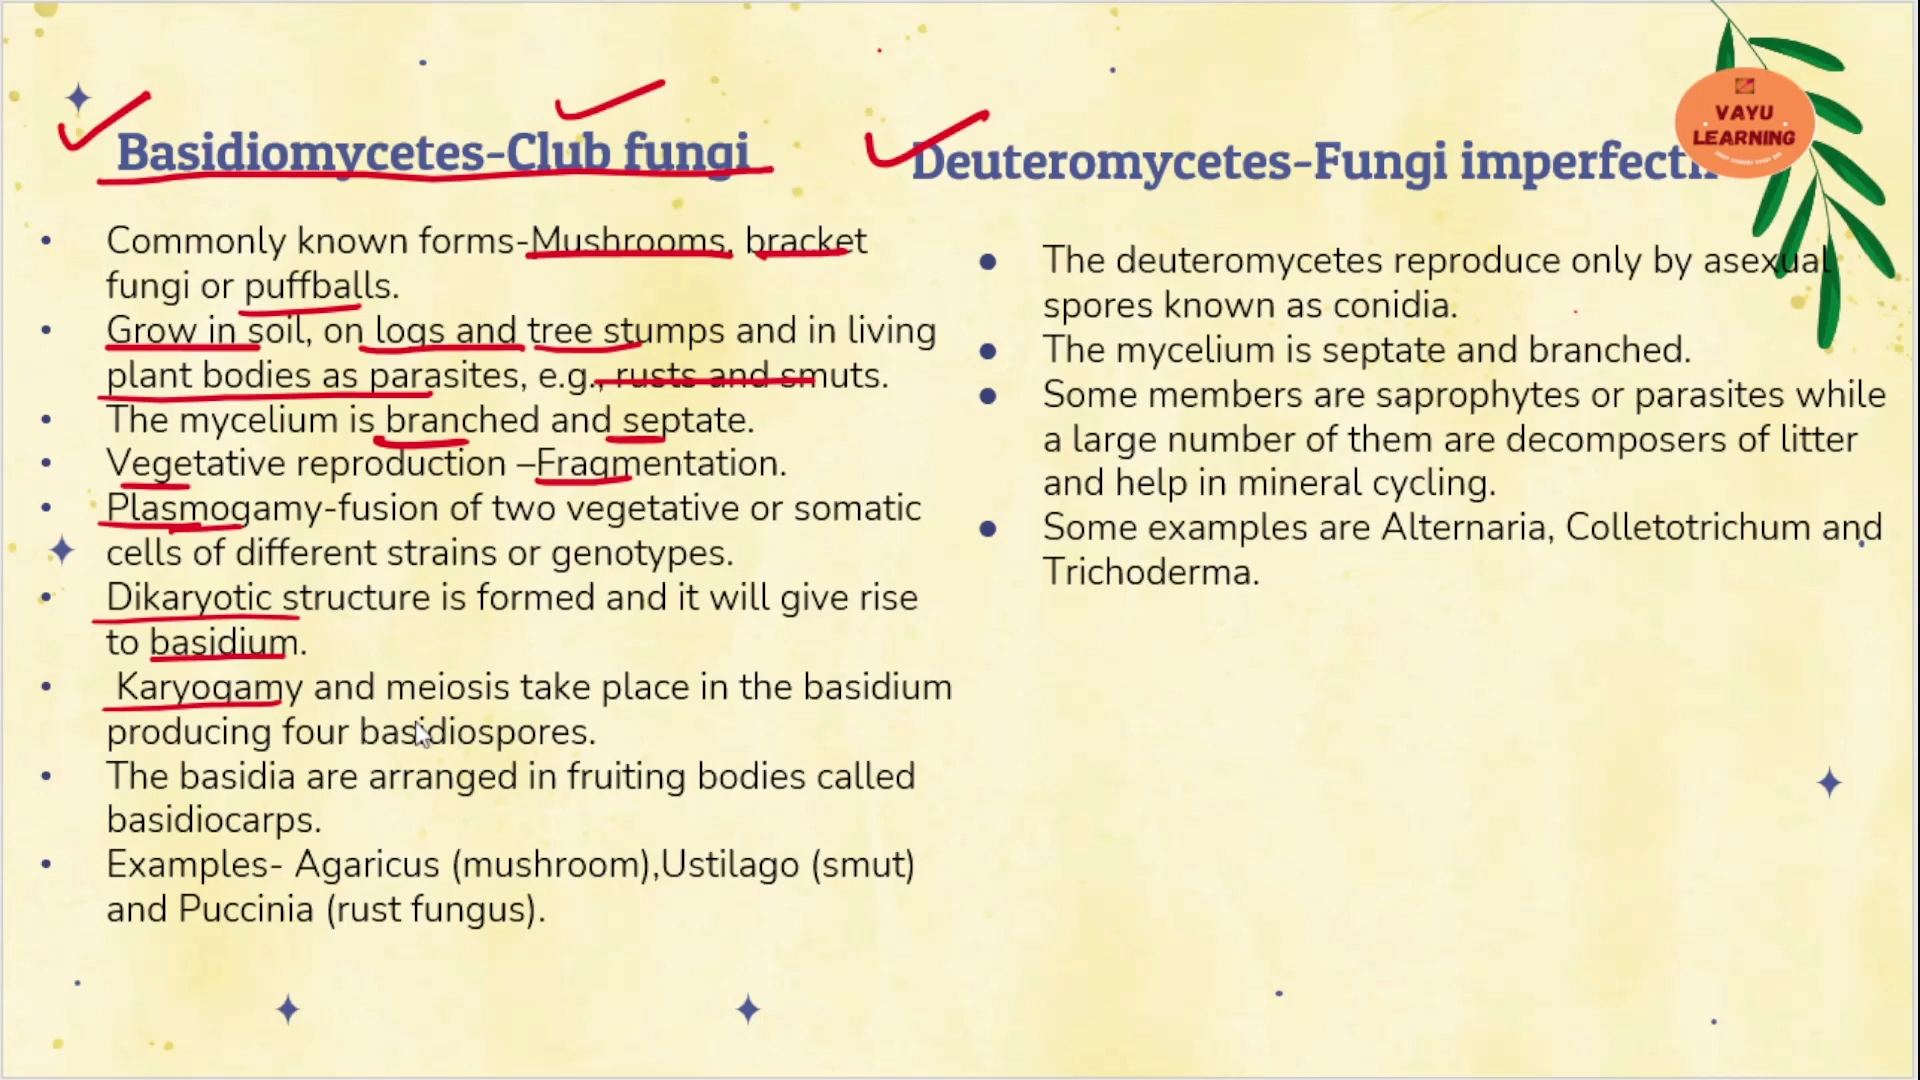 Basidiomycetes-Club fungi
Commonly known forms-Mushrooms, bracket
fungi or puffballs.
Grow in soil, on logs and tree stumps and in living
plant bodies as parasites, e.g., rusts and smuts.
The mycelium is branched and septate.
Vegetative reproduction –Fragmentation.
Plasmogamy-fusion of two vegetative or somatic
cells of different strains or genotypes.
Dikaryotic structure is formed and it will give rise
to basidium.
Karyogamy and meiosis take place in the basidium
producing four basidiospores.
The basidia are arranged in fruiting bodies called
basidiocarps.
Examples- Agaricus (mushroom),Ustilago (smut)
and Puccinia (rust fungus).
Deuteromycetes-Fungi imperfecti
The deuteromycetes reproduce only by asexual
spores known as conidia.
The mycelium is septate and branched.
Some members are saprophytes or parasites while
a large number of them are decomposers of litter
and help in mineral cycling.
Some examples are Alternaria, Colletotrichum and
Trichoderma.
VAYU
LEARNING